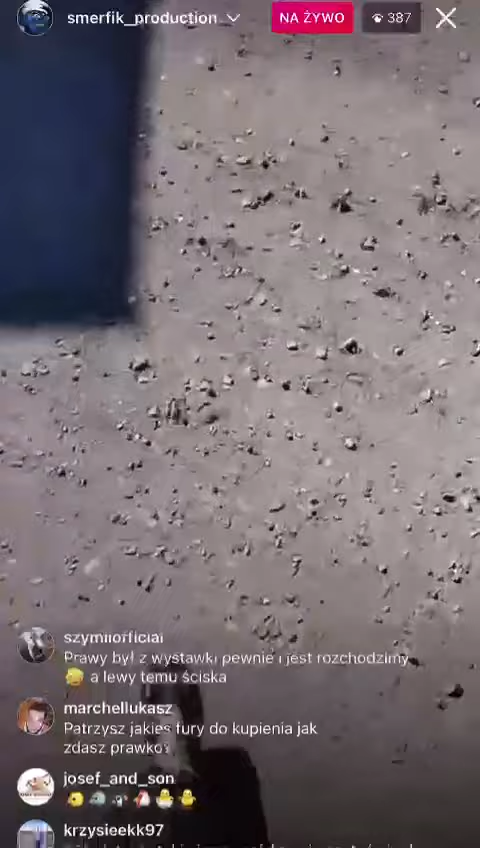 smerfik_production
NA ŻYWO
387
szymiiofficial
Prawy był z wystawki pewnie i jest rozchodzimy
a lewy temu ściska
marchellukasz
Patrzysz jakieś fury do kupienia jak
zdasz prawko?
josef_and_son
krzysieekk97